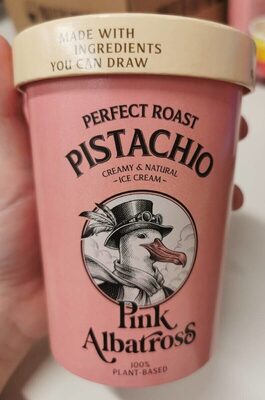 MADE WITH
INGREDIENTS
YOU CAN DRAW
PERFECT ROAST
PISTACHIO
CREAMY & NATURAL
~ICE CREAM~
Pink
Albatross
100%
PLANT-BASED